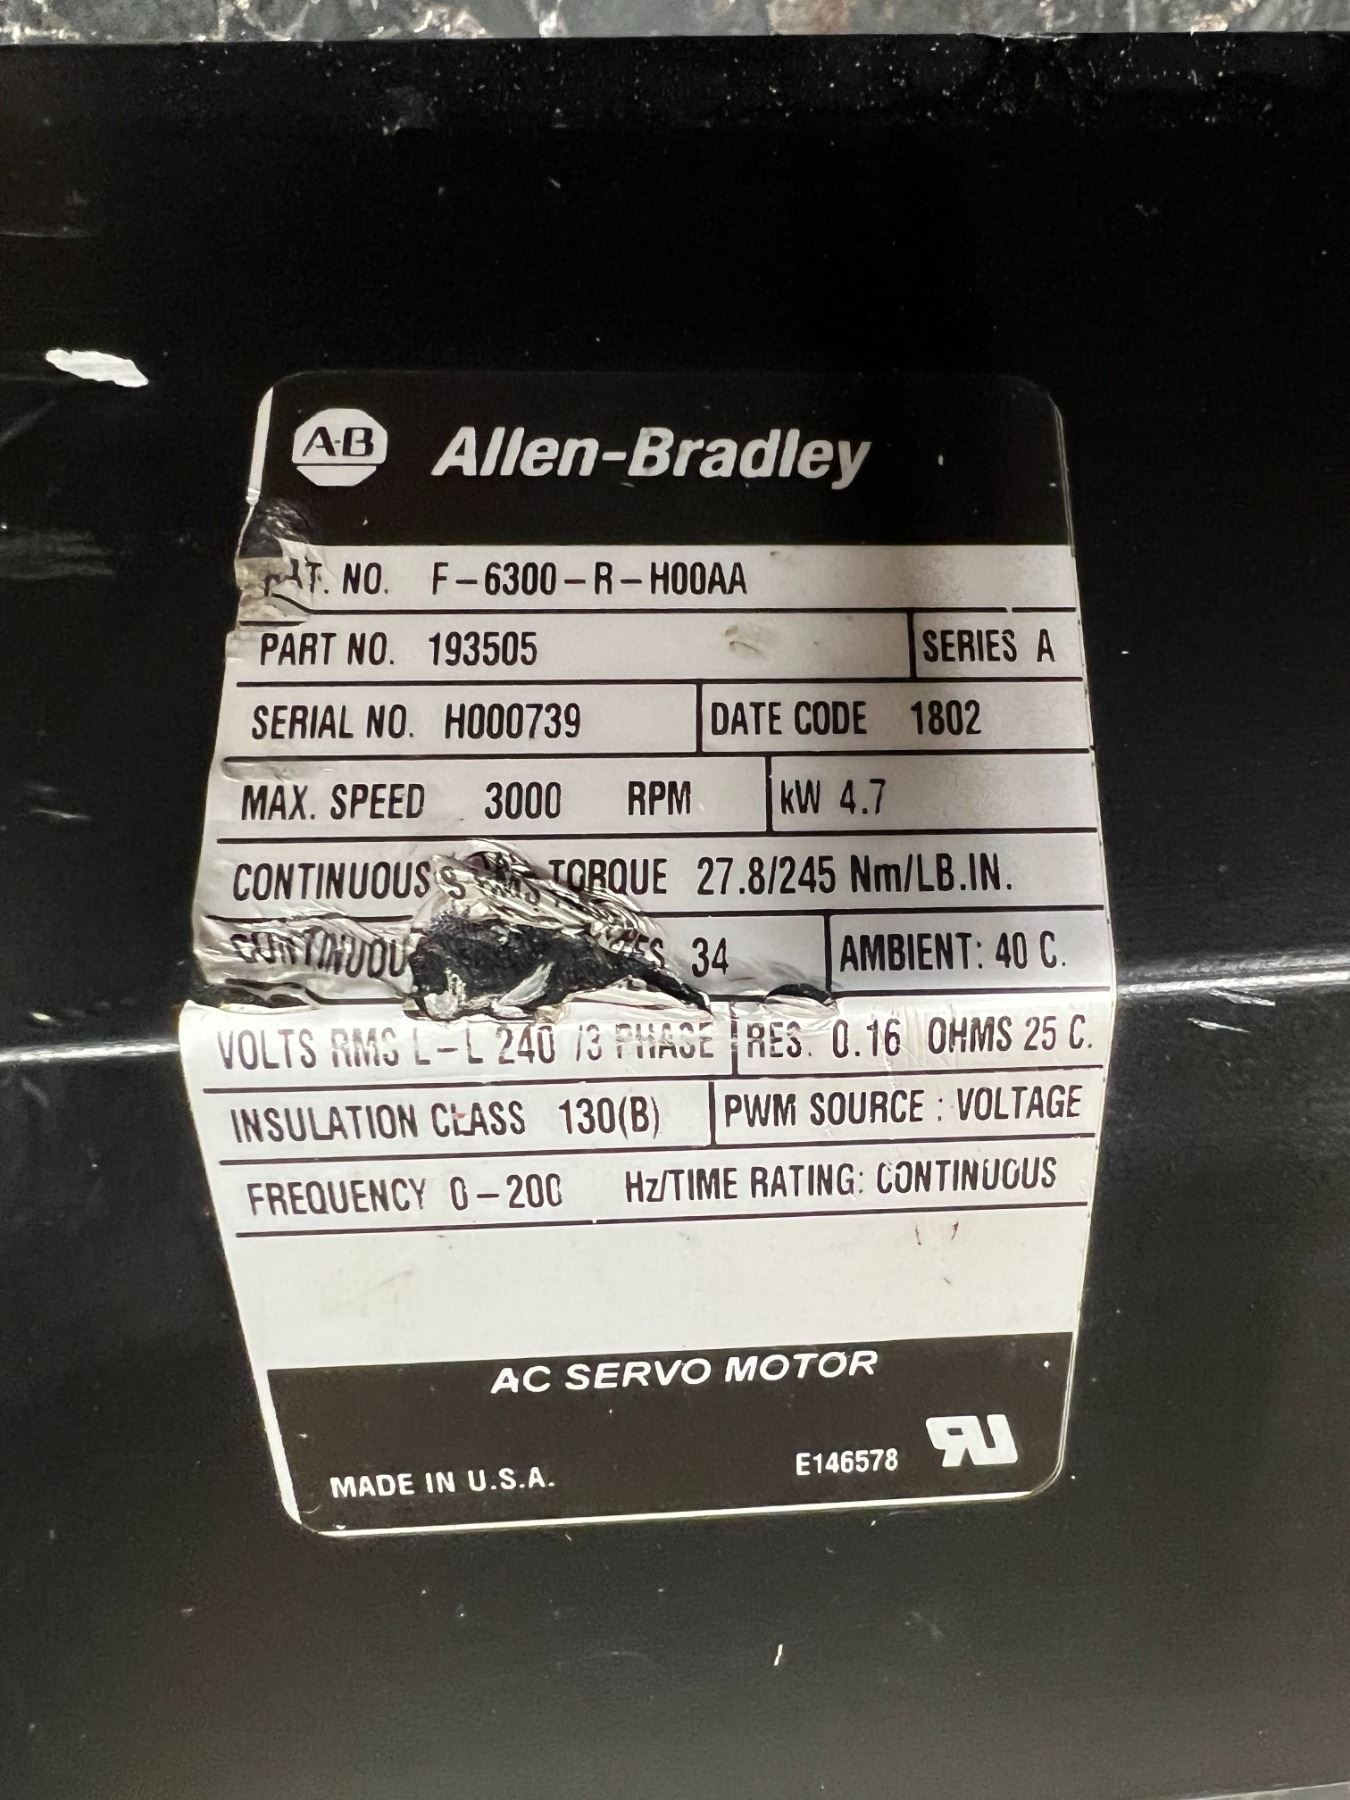 A-B Allen-Bradley
CAT. NO. F-6300-R-H00AA
PART NO. 193505 SERIES A
SERIAL NO. H000739 DATE CODE 1802
MAX. SPEED 3000 RPM kW 4.7
CONTINUOUS TORQUE 27.8/245 Nm/LB.IN.
CONTINUOUS 34 AMBIENT: 40 C.
VOLTS RMS L-L 240 /3 PHASE RES. 0.16 OHMS 25 C.
INSULATION CLASS 130(B) PWM SOURCE : VOLTAGE
FREQUENCY 0-200 Hz/TIME RATING: CONTINUOUS
AC SERVO MOTOR
MADE IN U.S.A. E146578